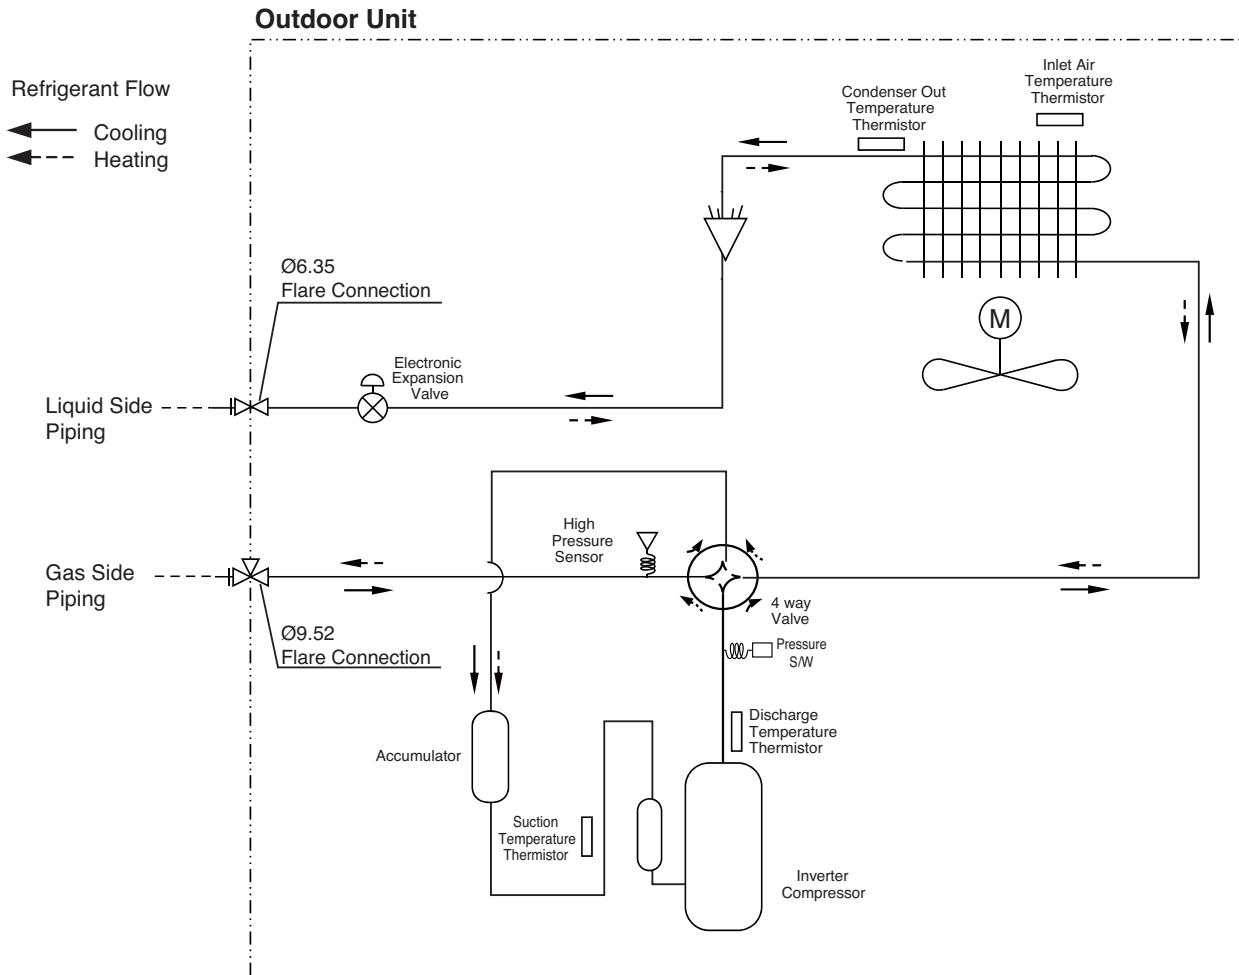 Outdoor Unit
Refrigerant Flow
Cooling
Heating
Inlet Air
Temperature
Thermistor
Condenser Out
Temperature
Thermistor
Ø6.35
Flare Connection
M
Electronic
Expansion
Valve
Liquid Side
Piping
High
Pressure
Sensor
Gas Side
Piping
4 way
Valve
Ø9.52
Flare Connection
Pressure
S/W
Discharge
Temperature
Thermistor
Accumulator
Suction
Temperature
Thermistor
Inverter
Compressor